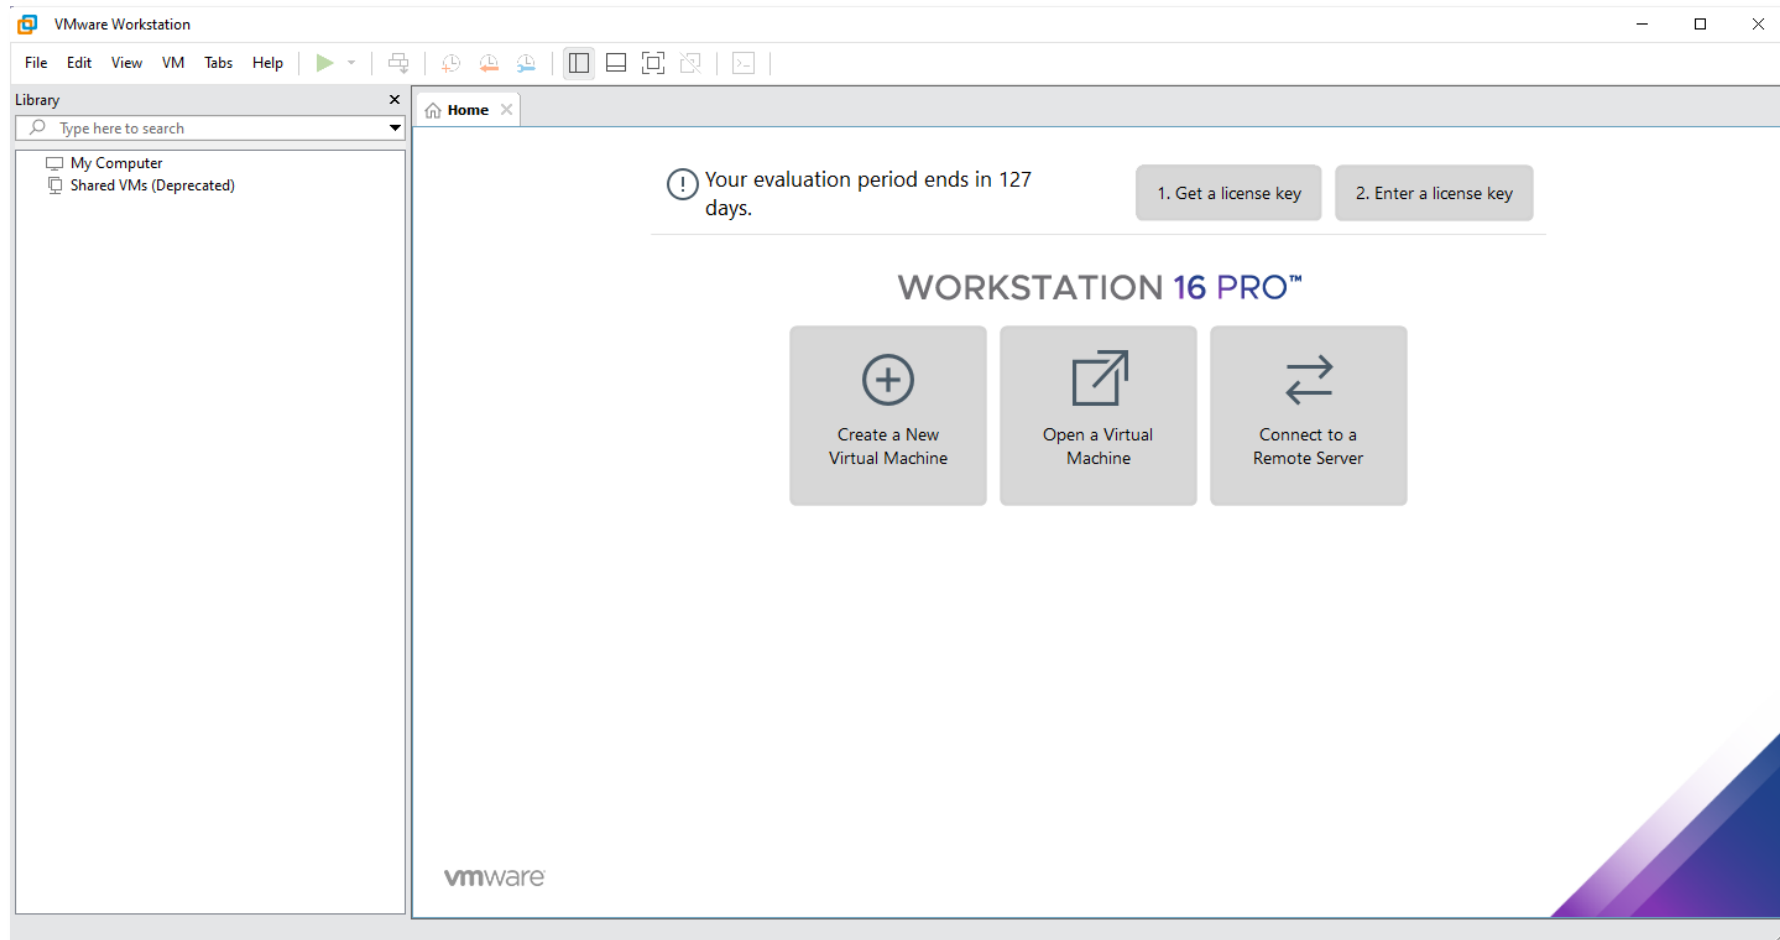 VMware Workstation
File Edit View VM Tabs Help
Library
Type here to search
My Computer
Shared VMs (Deprecated)
Home
Your evaluation period ends in 127
days.
1. Get a license key
2. Enter a license key
WORKSTATION 16 PRO™
Create a New
Virtual Machine
Open a Virtual
Machine
Connect to a
Remote Server
vmware